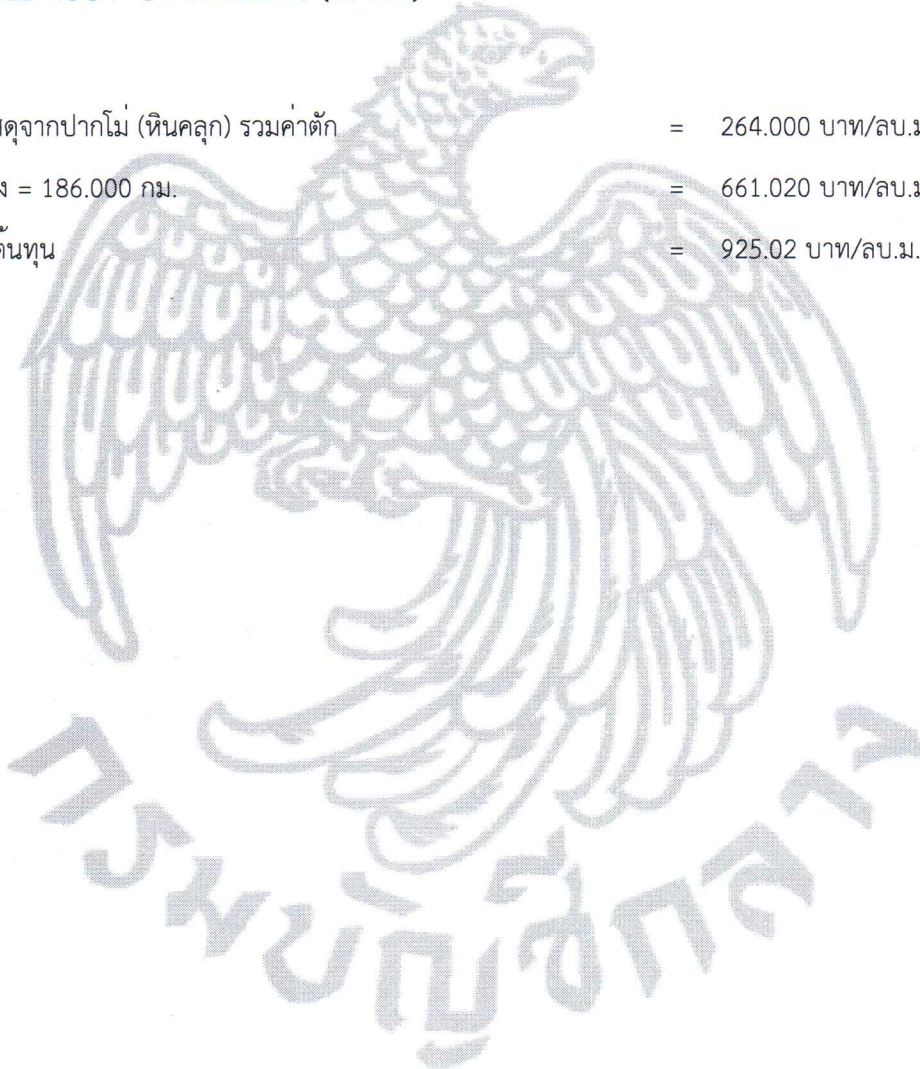 สดุจากปากโม่ (หินคลุก) รวมค่าตัก = 264.000 บาท/ลบ.ม
ง = 186.000 กม. = 661.020 บาท/ลบ.ม
ต้นทุน = 925.02 บาท/ลบ.ม.
กรมบัญชีกลาง